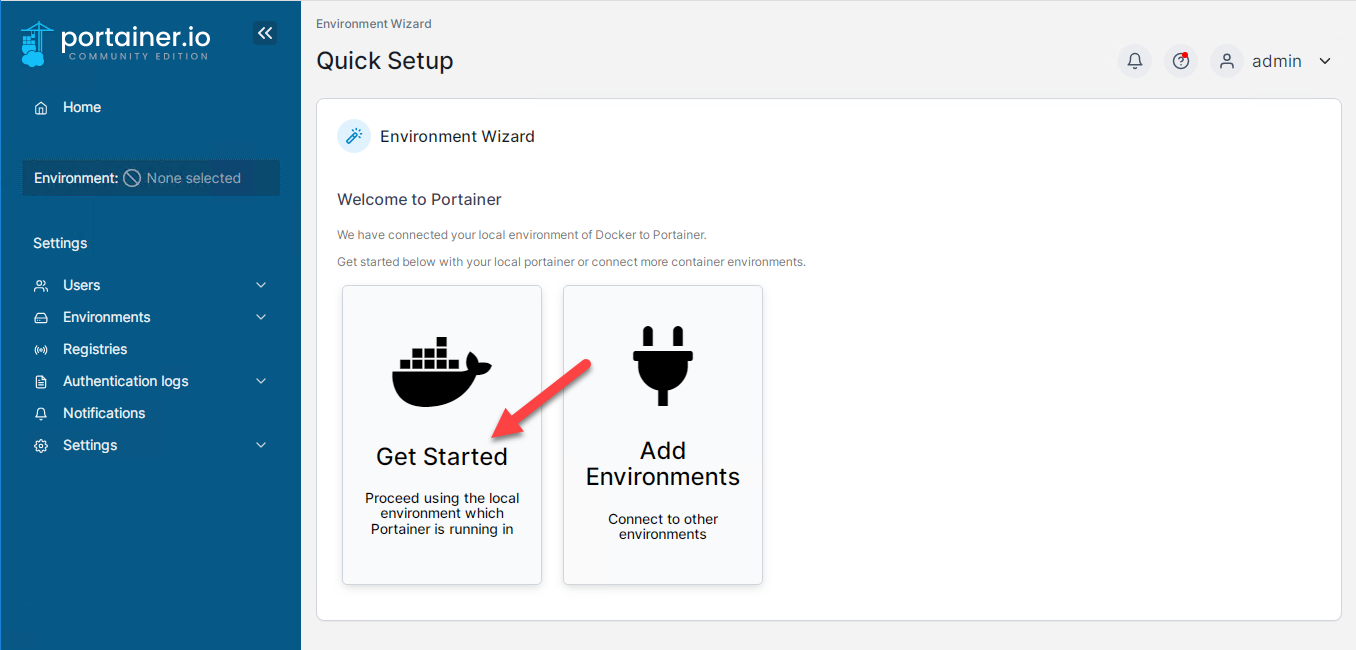 portainer.io
COMMUNITY EDITION
Home
Environment: None selected
Settings
Users
Environments
Registries
Authentication logs
Notifications
Settings
Environment Wizard
Quick Setup
admin
Environment Wizard
Welcome to Portainer
We have connected your local environment of Docker to Portainer.
Get started below with your local portainer or connect more container environments.
Get Started
Proceed using the local
environment which
Portainer is running in
Add
Environments
Connect to other
environments